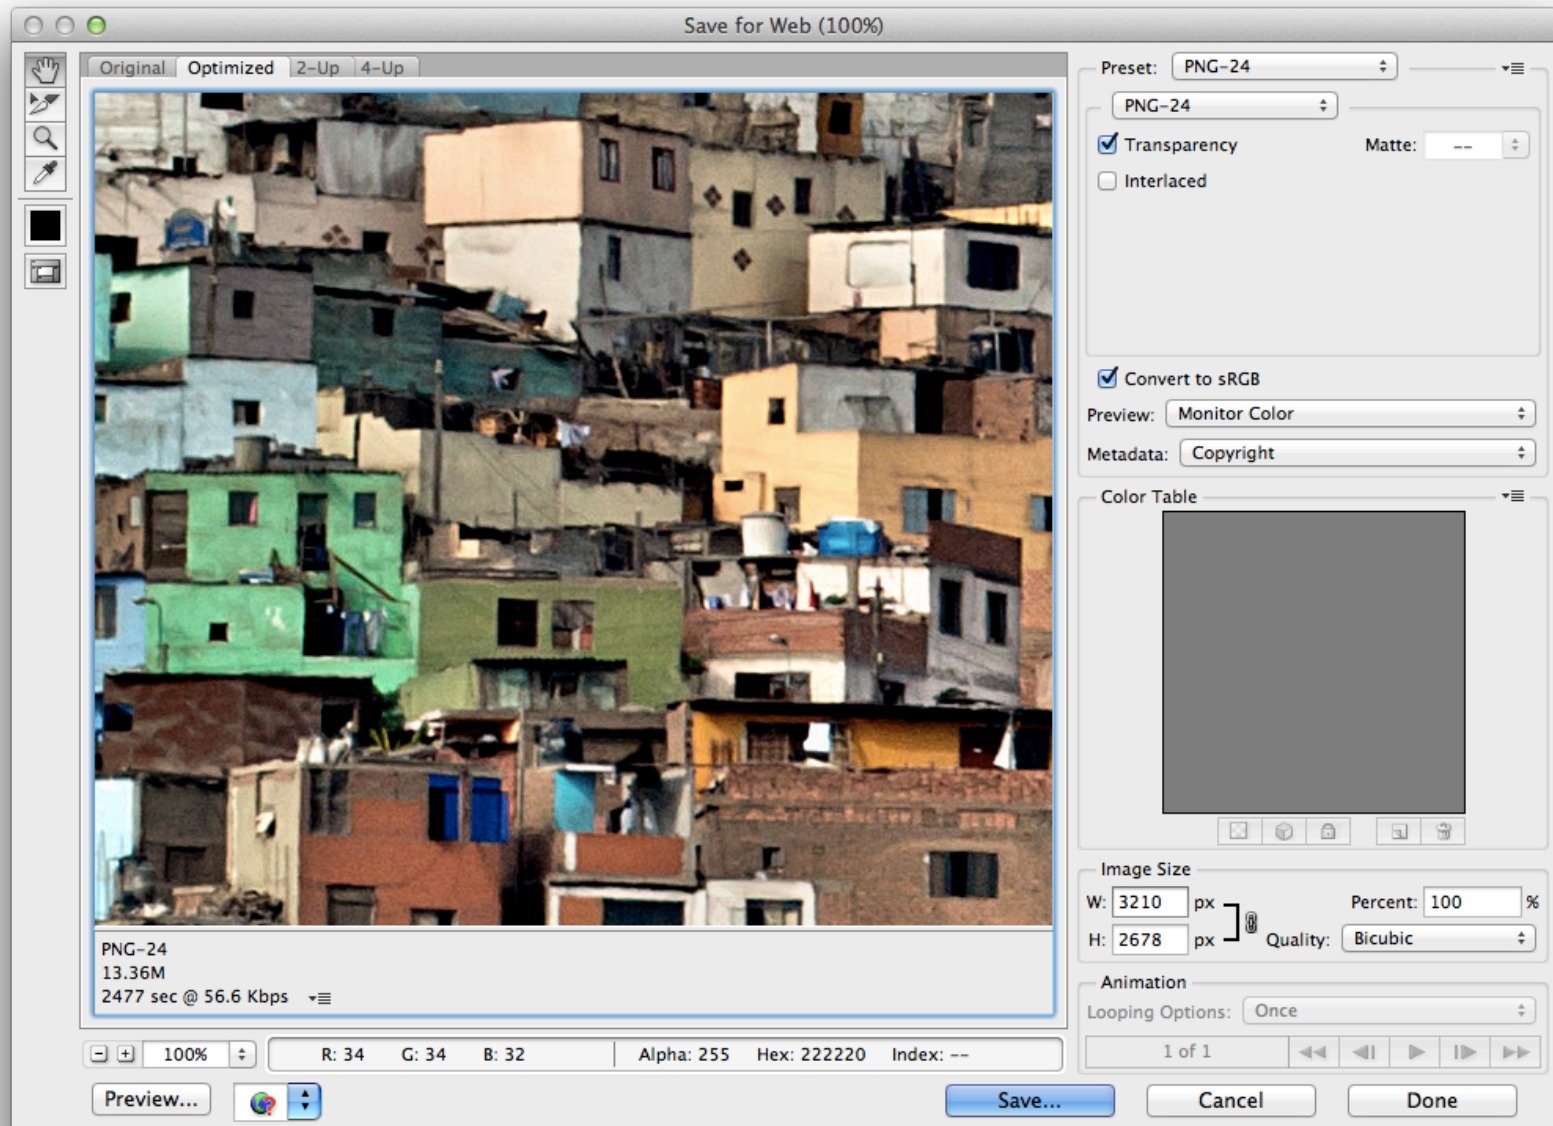 Save for Web (100%)
Original Optimized 2-Up 4-Up
Preset: PNG-24
PNG-24
Transparency Matte: --
Interlaced
Convert to sRGB
Preview: Monitor Color
Metadata: Copyright
Color Table
Image Size
W: 3210 px Percent: 100 %
H: 2678 px Quality: Bicubic
PNG-24
13.36M
2477 sec @ 56.6 Kbps
Animation
Looping Options: Once
1 of 1
100% R: 34 G: 34 B: 32 Alpha: 255 Hex: 222220 Index: --
Preview... Save... Cancel Done